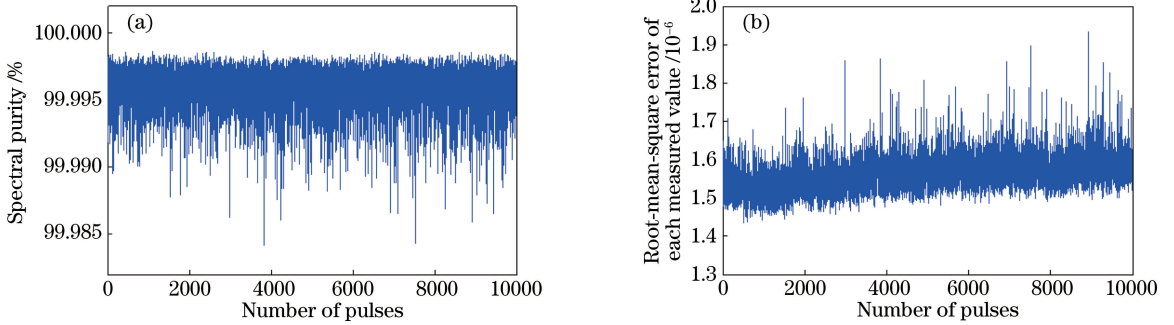 (a)
Spectral purity /%
100.000
99.995
99.990
99.985
0 2000 4000 6000 8000 10000
Number of pulses
(b)
Root-mean-square error of
each measured value /10⁻⁶
2.0
1.9
1.8
1.7
1.6
1.5
1.4
1.3
0 2000 4000 6000 8000 10000
Number of pulses